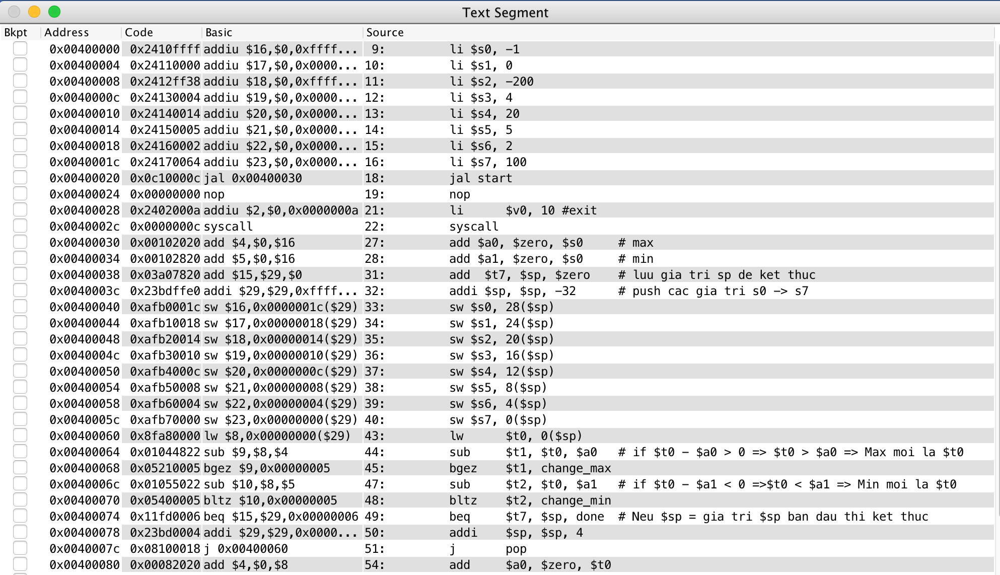 Text Segment
Bkpt Address Code Basic Source
0x00400000 0x2410ffff addiu $16,$0,0xffff... 9: li $s0, -1
0x00400004 0x24110000 addiu $17,$0,0x0000... 10: li $s1, 0
0x00400008 0x2412ff38 addiu $18,$0,0xffff... 11: li $s2, -200
0x0040000c 0x24130004 addiu $19,$0,0x0000... 12: li $s3, 4
0x00400010 0x24140014 addiu $20,$0,0x0000... 13: li $s4, 20
0x00400014 0x24150005 addiu $21,$0,0x0000... 14: li $s5, 5
0x00400018 0x24160002 addiu $22,$0,0x0000... 15: li $s6, 2
0x0040001c 0x24170064 addiu $23,$0,0x0000... 16: li $s7, 100
0x00400020 0x0c10000c jal 0x00400030 18: jal start
0x00400024 0x00000000 nop 19: nop
0x00400028 0x2402000a addiu $2,$0,0x0000000a 21: li $v0, 10 #exit
0x0040002c 0x0000000c syscall 22: syscall
0x00400030 0x00102020 add $4,$0,$16 27: add $a0, $zero, $s0 # max
0x00400034 0x00102820 add $5,$0,$16 28: add $a1, $zero, $s0 # min
0x00400038 0x03a07820 add $15,$29,$0 31: add $t7, $sp, $zero # luu gia tri sp de ket thuc
0x0040003c 0x23bdffe0 addi $29,$29,0xffff... 32: addi $sp, $sp, -32 # push cac gia tri s0 -> s7
0x00400040 0xafb0001c sw $16,0x0000001c($29) 33: sw $s0, 28($sp)
0x00400044 0xafb10018 sw $17,0x00000018($29) 34: sw $s1, 24($sp)
0x00400048 0xafb20014 sw $18,0x00000014($29) 35: sw $s2, 20($sp)
0x0040004c 0xafb30010 sw $19,0x00000010($29) 36: sw $s3, 16($sp)
0x00400050 0xafb4000c sw $20,0x0000000c($29) 37: sw $s4, 12($sp)
0x00400054 0xafb50008 sw $21,0x00000008($29) 38: sw $s5, 8($sp)
0x00400058 0xafb60004 sw $22,0x00000004($29) 39: sw $s6, 4($sp)
0x0040005c 0xafb70000 sw $23,0x00000000($29) 40: sw $s7, 0($sp)
0x00400060 0x8fa80000 lw $8,0x00000000($29) 43: lw $t0, 0($sp)
0x00400064 0x01044822 sub $9,$8,$4 44: sub $t1, $t0, $a0 # if $t0 - $a0 > 0 => $t0 > $a0 => Max moi la $t0
0x00400068 0x05210005 bgez $9,0x00000005 45: bgez $t1, change_max
0x0040006c 0x01055022 sub $10,$8,$5 47: sub $t2, $t0, $a1 # if $t0 - $a1 < 0 =>$t0 < $a1 => Min moi la $t0
0x00400070 0x05400005 bltz $10,0x00000005 48: bltz $t2, change_min
0x00400074 0x11fd0006 beq $15,$29,0x00000006 49: beq $t7, $sp, done # Neu $sp = gia tri $sp ban dau thi ket thuc
0x00400078 0x23bd0004 addi $29,$29,0x0000... 50: addi $sp, $sp, 4
0x0040007c 0x08100018 j 0x00400060 51: j pop
0x00400080 0x00082020 add $4,$0,$8 54: add $a0, $zero, $t0